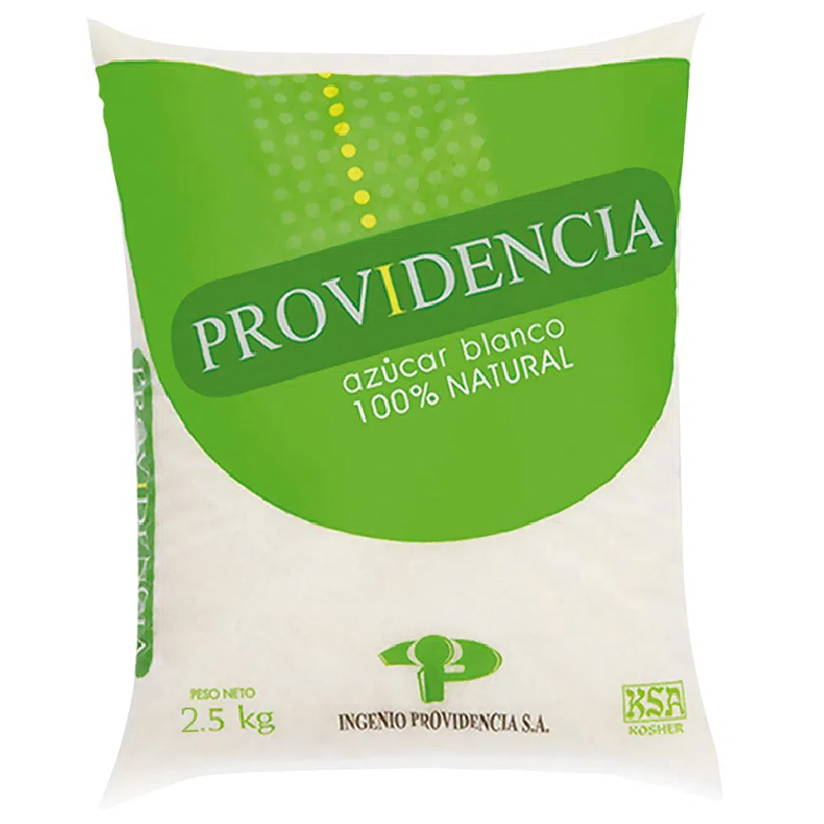 PROVIDENCIA
azúcar blanco
100% NATURAL
PROVIDENCIA
PESO NETO
2.5 kg
INGENIO PROVIDENCIA S.A.
KSA
KOSHER